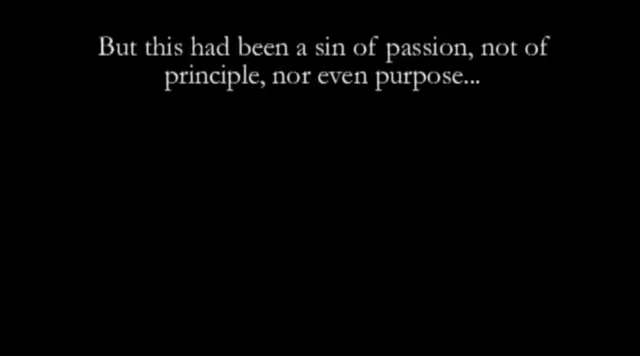 But this had been a sin of passion, not of
principle, nor even purpose...